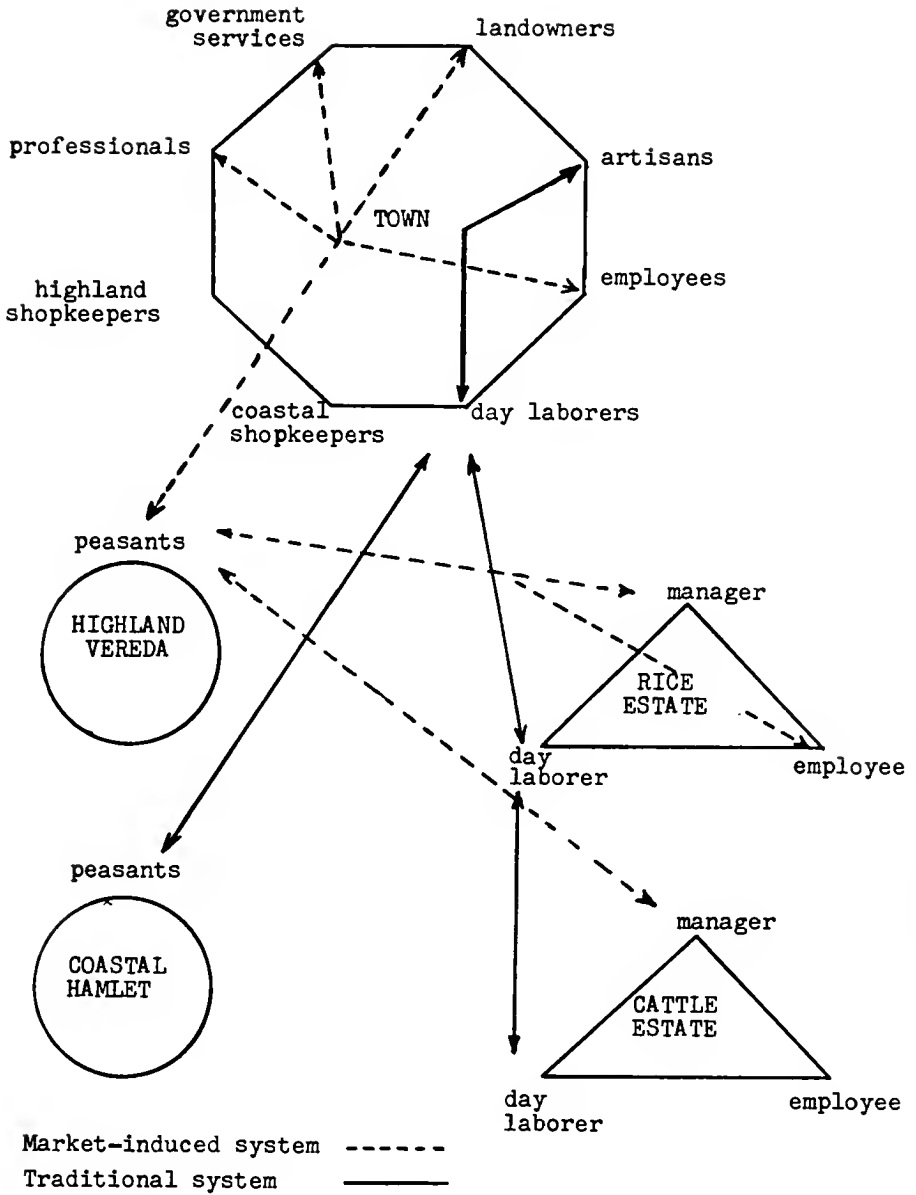 government
services
landowners
professionals
artisans
TOWN
employees
highland
shopkeepers
coastal
shopkeepers
day laborers
peasants
HIGHLAND
VEREDA
manager
RICE
ESTATE
day
laborer
employee
peasants
COASTAL
HAMLET
manager
CATTLE
ESTATE
day
laborer
employee
Market-induced system
Traditional system